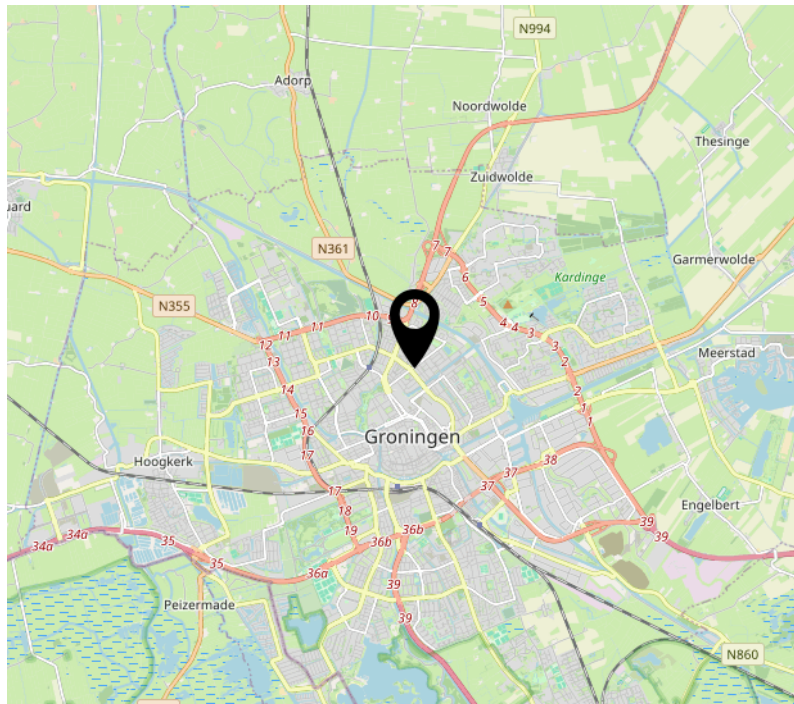 N994
Adorp
Noordwolde
Thesinge
Zuidwolde
uard
N361
7
7
Garmerwolde
6
Kardinge
N355
5
8
10
11
11
4
4
3
3
12
13
2
Meerstad
14
2
1
1
15
16
Groningen
17
Hoogkerk
38
37
17
37
18
Engelbert
39
34a
34a
35
19
36b
36b
39
35
36a
39
Peizermade
39
N860